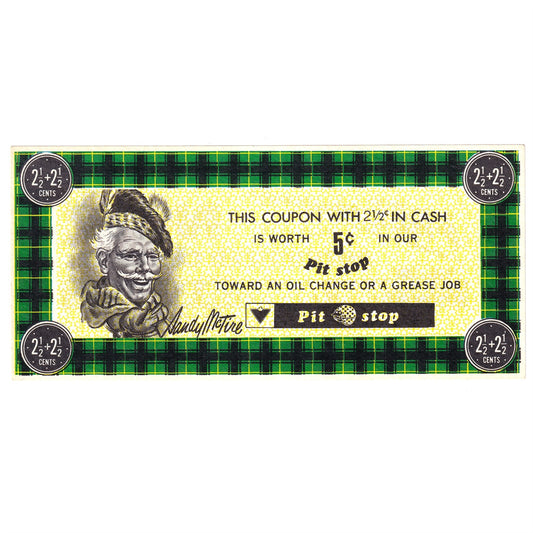 2½+2½
CENTS
2½+2½
CENTS
THIS COUPON WITH 2½¢ IN CASH
IS WORTH 5¢ IN OUR
Pit stop
TOWARD AN OIL CHANGE OR A GREASE JOB
Sandy McTire
Pit stop
2½+2½
CENTS
2½+2½
CENTS